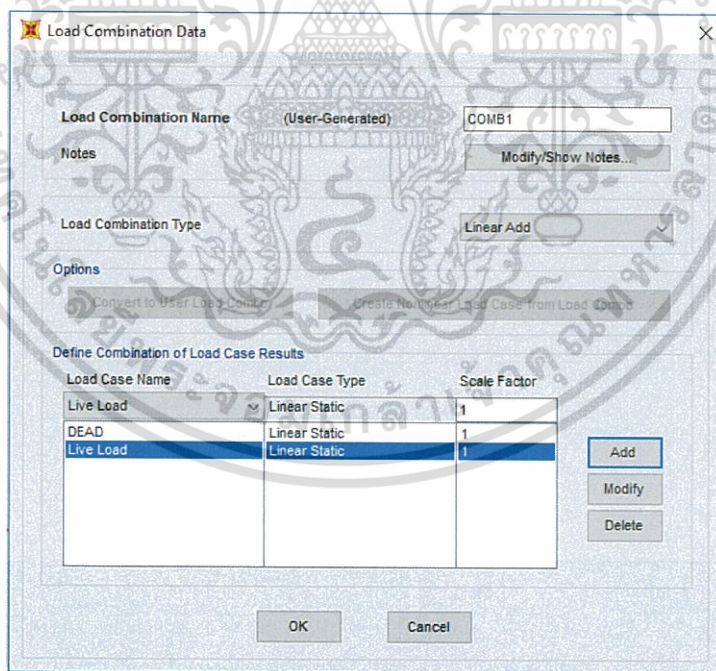 Load Combination Data
Load Combination Name (User-Generated) COMB1
Notes Modify/Show Notes...
Load Combination Type Linear Add
Options
Convert to User Load Combo Create Nonlinear Load Case from Load Combo
Define Combination of Load Case Results
Load Case Name Load Case Type Scale Factor
Live Load Linear Static 1
DEAD Linear Static 1
Live Load Linear Static 1
Add
Modify
Delete
OK Cancel